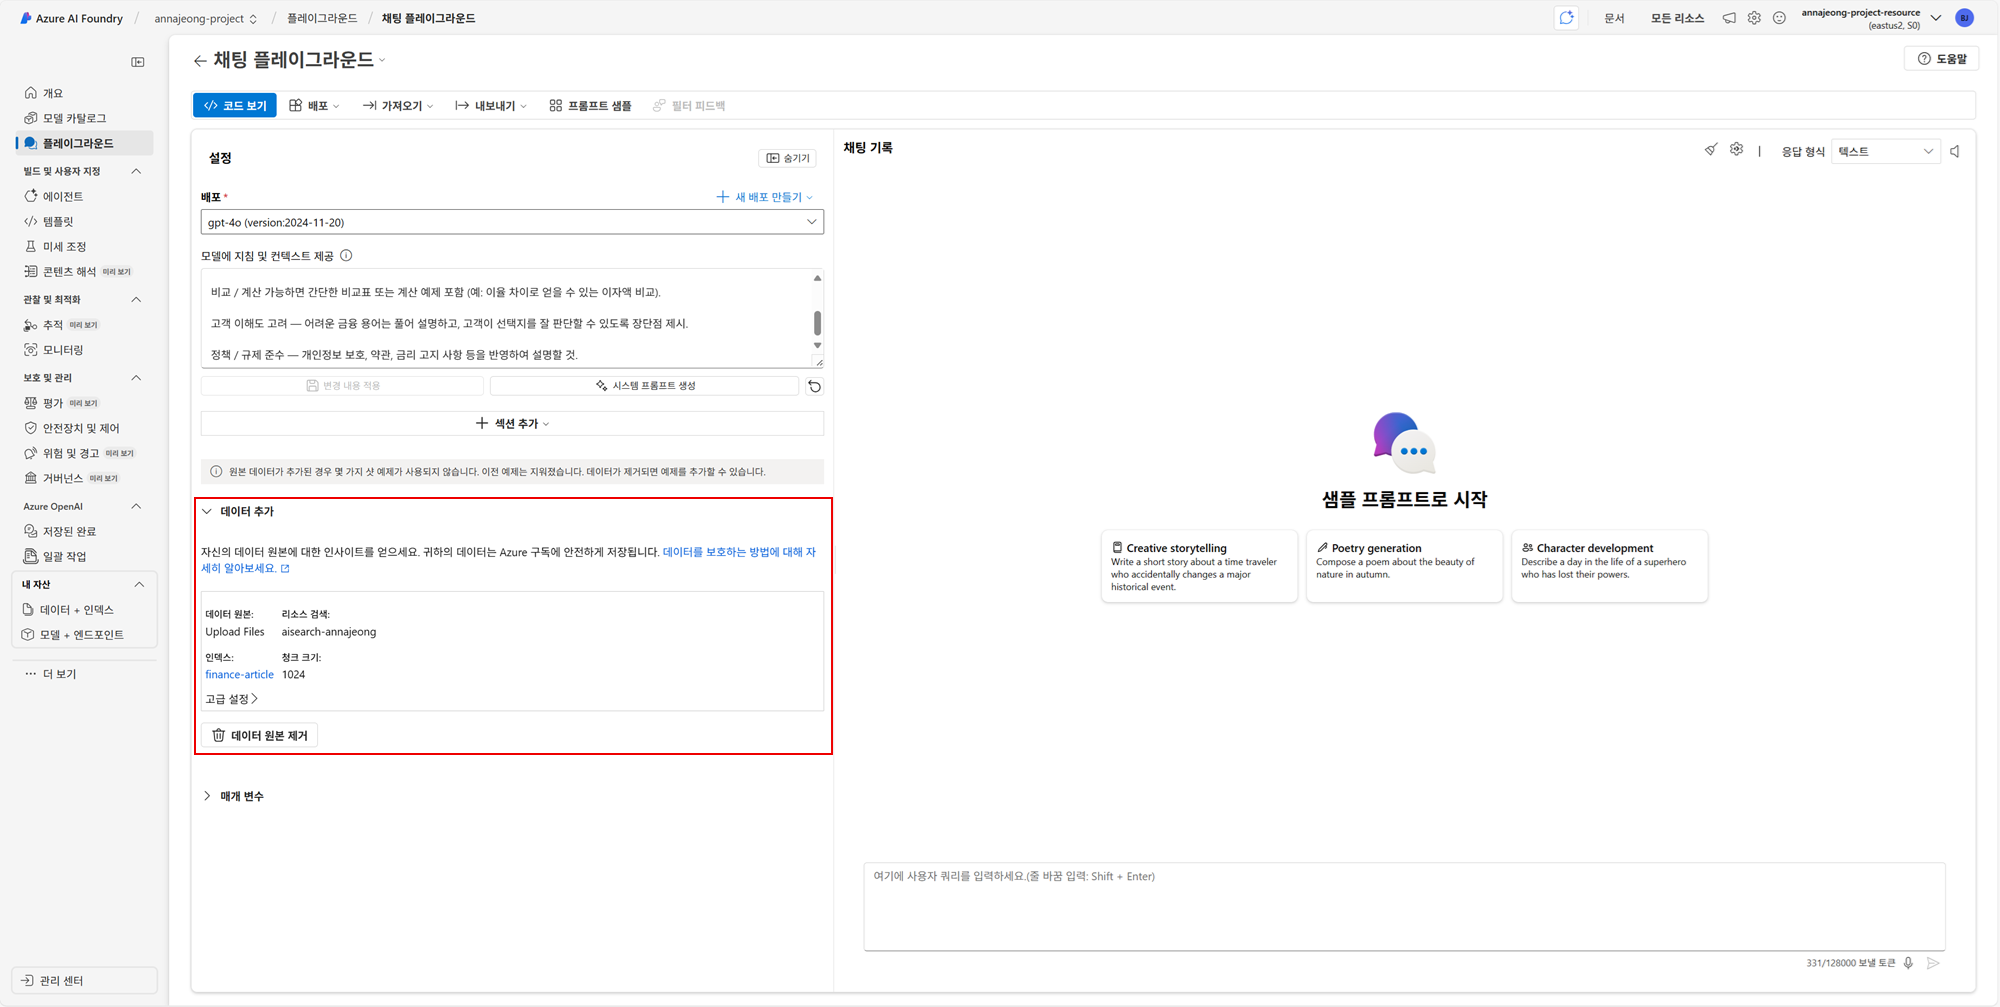 Azure AI Foundry / annajeong-project / 플레이그라운드 / 채팅 플레이그라운드
문서
모든 리소스
annajeong-project-resource
(eastus2, S0)
BJ
개요
모델 카탈로그
플레이그라운드
빌드 및 사용자 지정
에이전트
템플릿
미세 조정
콘텐츠 해석 미리 보기
관찰 및 최적화
추적 미리 보기
모니터링
보호 및 관리
평가 미리 보기
안전장치 및 제어
위험 및 경고 미리 보기
거버넌스 미리 보기
Azure OpenAI
저장된 완료
일괄 작업
내 자산
데이터 + 인덱스
모델 + 엔드포인트
더 보기
관리 센터
채팅 플레이그라운드
도움말
코드 보기
배포
가져오기
내보내기
프롬프트 샘플
필터 피드백
설정
숨기기
배포 *
새 배포 만들기
gpt-4o (version:2024-11-20)
모델에 지침 및 컨텍스트 제공
비교 / 계산 가능하면 간단한 비교표 또는 계산 예제 포함 (예: 이율 차이로 얻을 수 있는 이자액 비교).
고객 이해도 고려 — 어려운 금융 용어는 풀어 설명하고, 고객이 선택지를 잘 판단할 수 있도록 장단점 제시.
정책 / 규제 준수 — 개인정보 보호, 약관, 금리 고지 사항 등을 반영하여 설명할 것.
변경 내용 적용
시스템 프롬프트 생성
섹션 추가
원본 데이터가 추가된 경우 몇 가지 샷 예제가 사용되지 않습니다. 이전 예제는 지워졌습니다. 데이터가 제거되면 예제를 추가할 수 있습니다.
데이터 추가
자신의 데이터 원본에 대한 인사이트를 얻으세요. 귀하의 데이터는 Azure 구독에 안전하게 저장됩니다. 데이터를 보호하는 방법에 대해 자
세히 알아보세요.
데이터 원본: 리소스 검색:
Upload Files aisearch-annajeong
인덱스: 청크 크기:
finance-article 1024
고급 설정
데이터 원본 제거
매개 변수
채팅 기록
| 응답 형식 텍스트
샘플 프롬프트로 시작
Creative storytelling
Write a short story about a time traveler
who accidentally changes a major
historical event.
Poetry generation
Compose a poem about the beauty of
nature in autumn.
Character development
Describe a day in the life of a superhero
who has lost their powers.
여기에 사용자 쿼리를 입력하세요.(줄 바꿈 입력: Shift + Enter)
331/128000 보낼 토큰